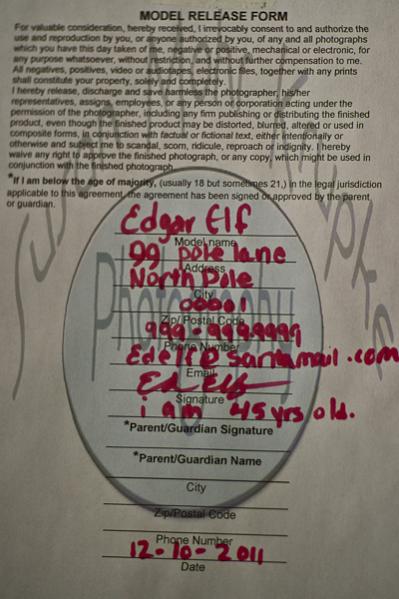 MODEL RELEASE FORM
For valuable consideration, hereby received, I irrevocably consent to and authorize the
use and reproduction by you, or anyone authorized by you, of any and all photographs
which you have this day taken of me, negative or positive, mechanical or electronic, for
any purpose whatsoever, without restriction, and without further compensation to me.
All negatives, positives, video or audiotapes, electronic files, together with any prints
shall constitute your property, solely and completely.
I hereby release, discharge and save harmless the photographer, his/her
representatives, assigns, employees, or any person or corporation acting under the
permission of the photographer, including any firm publishing or distributing the finished
product, even though the finished product may be distorted, blurred, altered or used in
composite forms, in conjunction with factual or fictional text, either intentionally or
otherwise and subject me to scandal, scorn, ridicule, reproach or indignity. I hereby
waive any right to approve the finished photograph, or any copy, which might be used in
conjunction with the finished photograph.
*If I am below the age of majority, (usually 18 but sometimes 21,) in the legal jurisdiction
applicable to this agreement, the agreement has been signed or approved by the parent
or guardian.
Edgar Elf
Model name
99 pole lane
Address
North Pole
City
00001
Zip/ Postal Code
999-9999999
Phone Number
Edelf@santamail.com
Email
Ed Elf
Signature
i am 45 yrs old.
*Parent/Guardian Signature
*Parent/Guardian Name
City
Zip/Postal Code
Phone Number
12-10-2011
Date
Photography